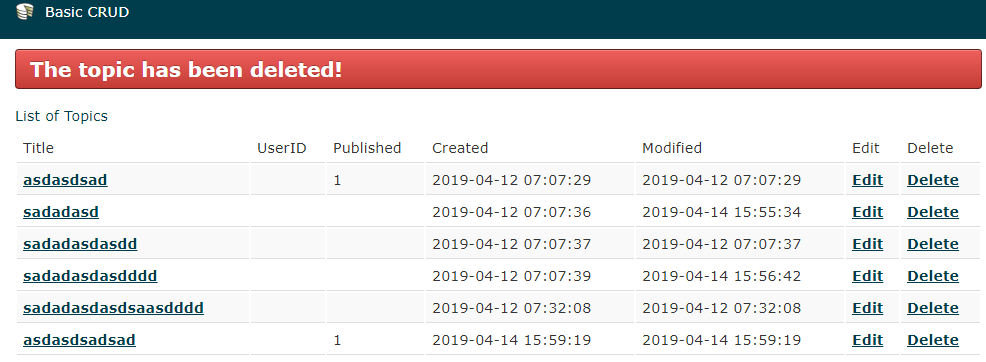 Basic CRUD
The topic has been deleted!
List of Topics
Title UserID Published Created Modified Edit Delete
asdasdsad 1 2019-04-12 07:07:29 2019-04-12 07:07:29 Edit Delete
sadadasd 2019-04-12 07:07:36 2019-04-14 15:55:34 Edit Delete
sadadasdasdd 2019-04-12 07:07:37 2019-04-12 07:07:37 Edit Delete
sadadasdasdddd 2019-04-12 07:07:39 2019-04-14 15:56:42 Edit Delete
sadadasdasdsaasdddd 2019-04-12 07:32:08 2019-04-12 07:32:08 Edit Delete
asdasdsadsad 1 2019-04-14 15:59:19 2019-04-14 15:59:19 Edit Delete